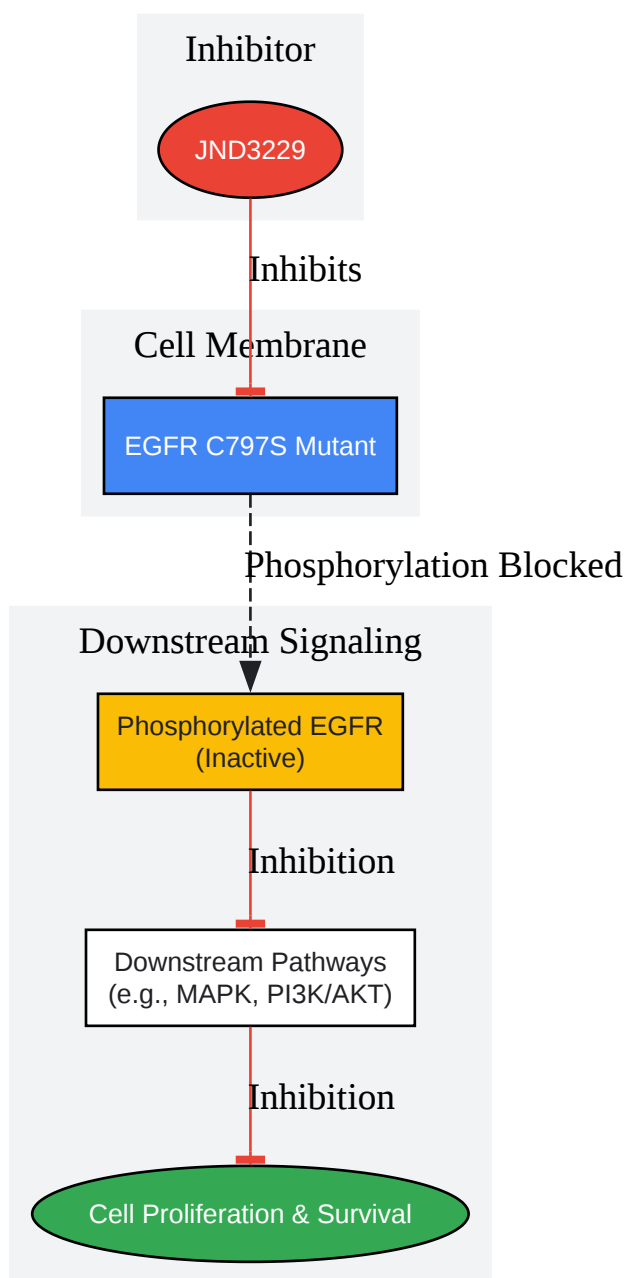 Inhibitor
JND3229
Inhibits
Cell Membrane
EGFR C797S Mutant
Phosphorylation Blocked
Downstream Signaling
Phosphorylated EGFR
(Inactive)
Inhibition
Downstream Pathways
(e.g., MAPK, PI3K/AKT)
Inhibition
Cell Proliferation & Survival